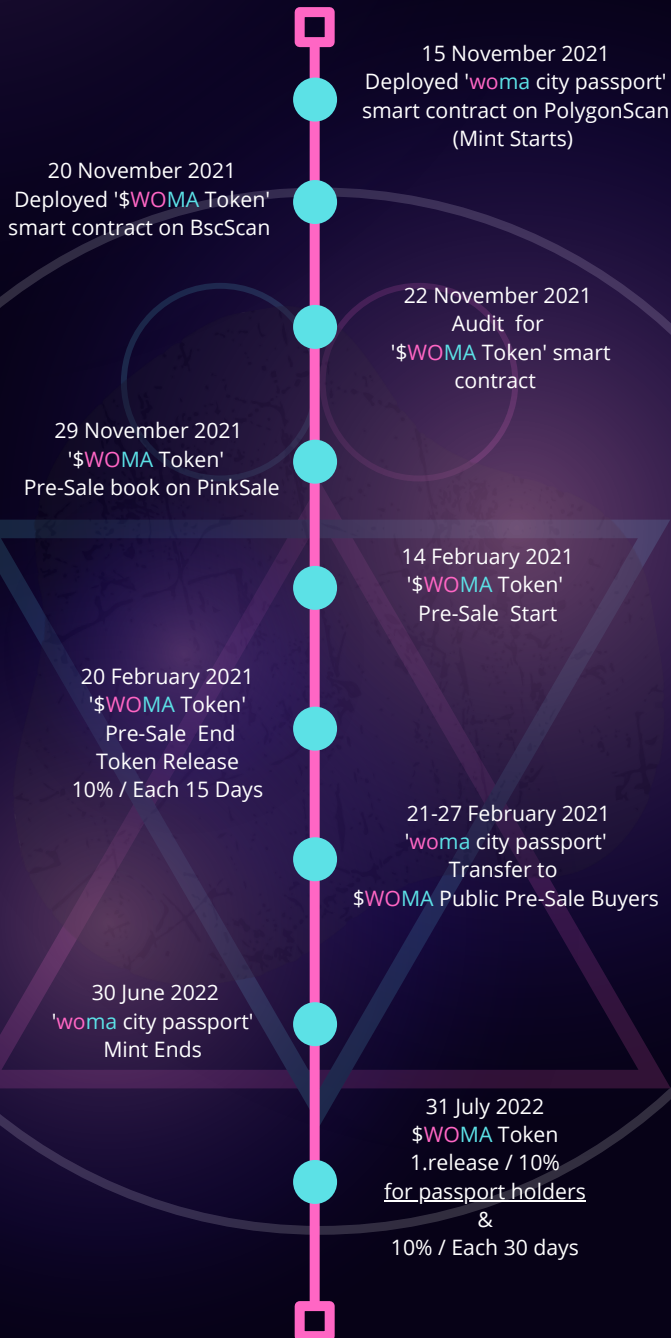 15 November 2021
Deployed 'woma city passport'
smart contract on PolygonScan
(Mint Starts)
20 November 2021
Deployed '$WOMA Token'
smart contract on BscScan
22 November 2021
Audit for
'$WOMA Token' smart
contract
29 November 2021
'$WOMA Token'
Pre-Sale book on PinkSale
14 February 2021
'$WOMA Token'
Pre-Sale Start
20 February 2021
'$WOMA Token'
Pre-Sale End
Token Release
10% / Each 15 Days
21-27 February 2021
'woma city passport'
Transfer to
$WOMA Public Pre-Sale Buyers
30 June 2022
'woma city passport'
Mint Ends
31 July 2022
$WOMA Token
1.release / 10%
for passport holders
&
10% / Each 30 days